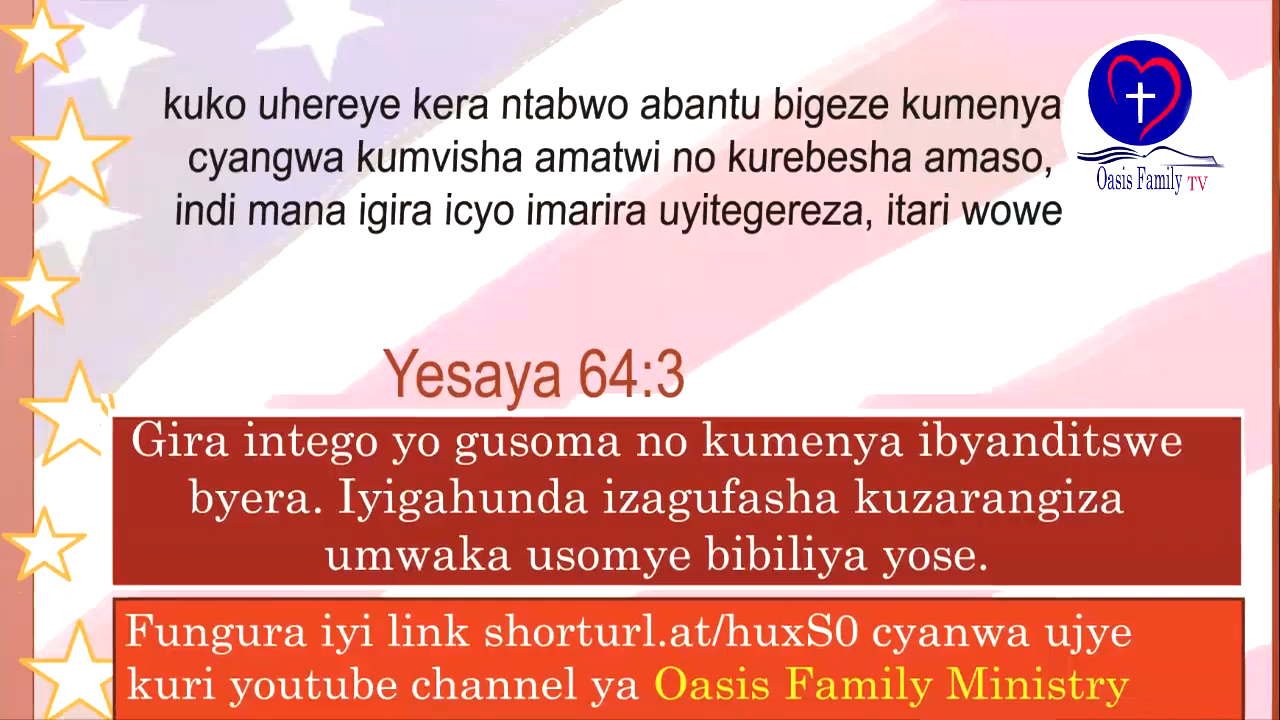 kuko uhereye kera ntabwo abantu bigeze kumenya
cyangwa kumvisha amatwi no kurebesha amaso,
indi mana igira icyo imarira uyitegereza, itari wowe
Oasis Family TV
Yesaya 64:3
Gira intego yo gusoma no kumenya ibyanditswe
byera. Iyigahunda izagufasha kuzarangiza
umwaka usomye bibiliya yose.
Fungura iyi link shorturl.at/huxS0 cyanwa ujye
kuri youtube channel ya Oasis Family Ministry